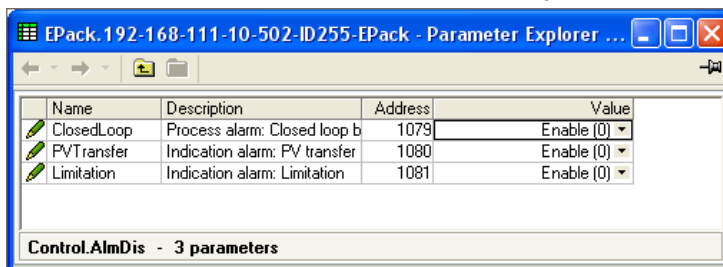 EPack.192-168-111-10-502-ID255-EPack - Parameter Explorer ...
Name Description Address Value
ClosedLoop Process alarm: Closed loop b 1079 Enable (0)
PVTransfer Indication alarm: PV transfer 1080 Enable (0)
Limitation Indication alarm: Limitation 1081 Enable (0)
Control.AlmDis - 3 parameters